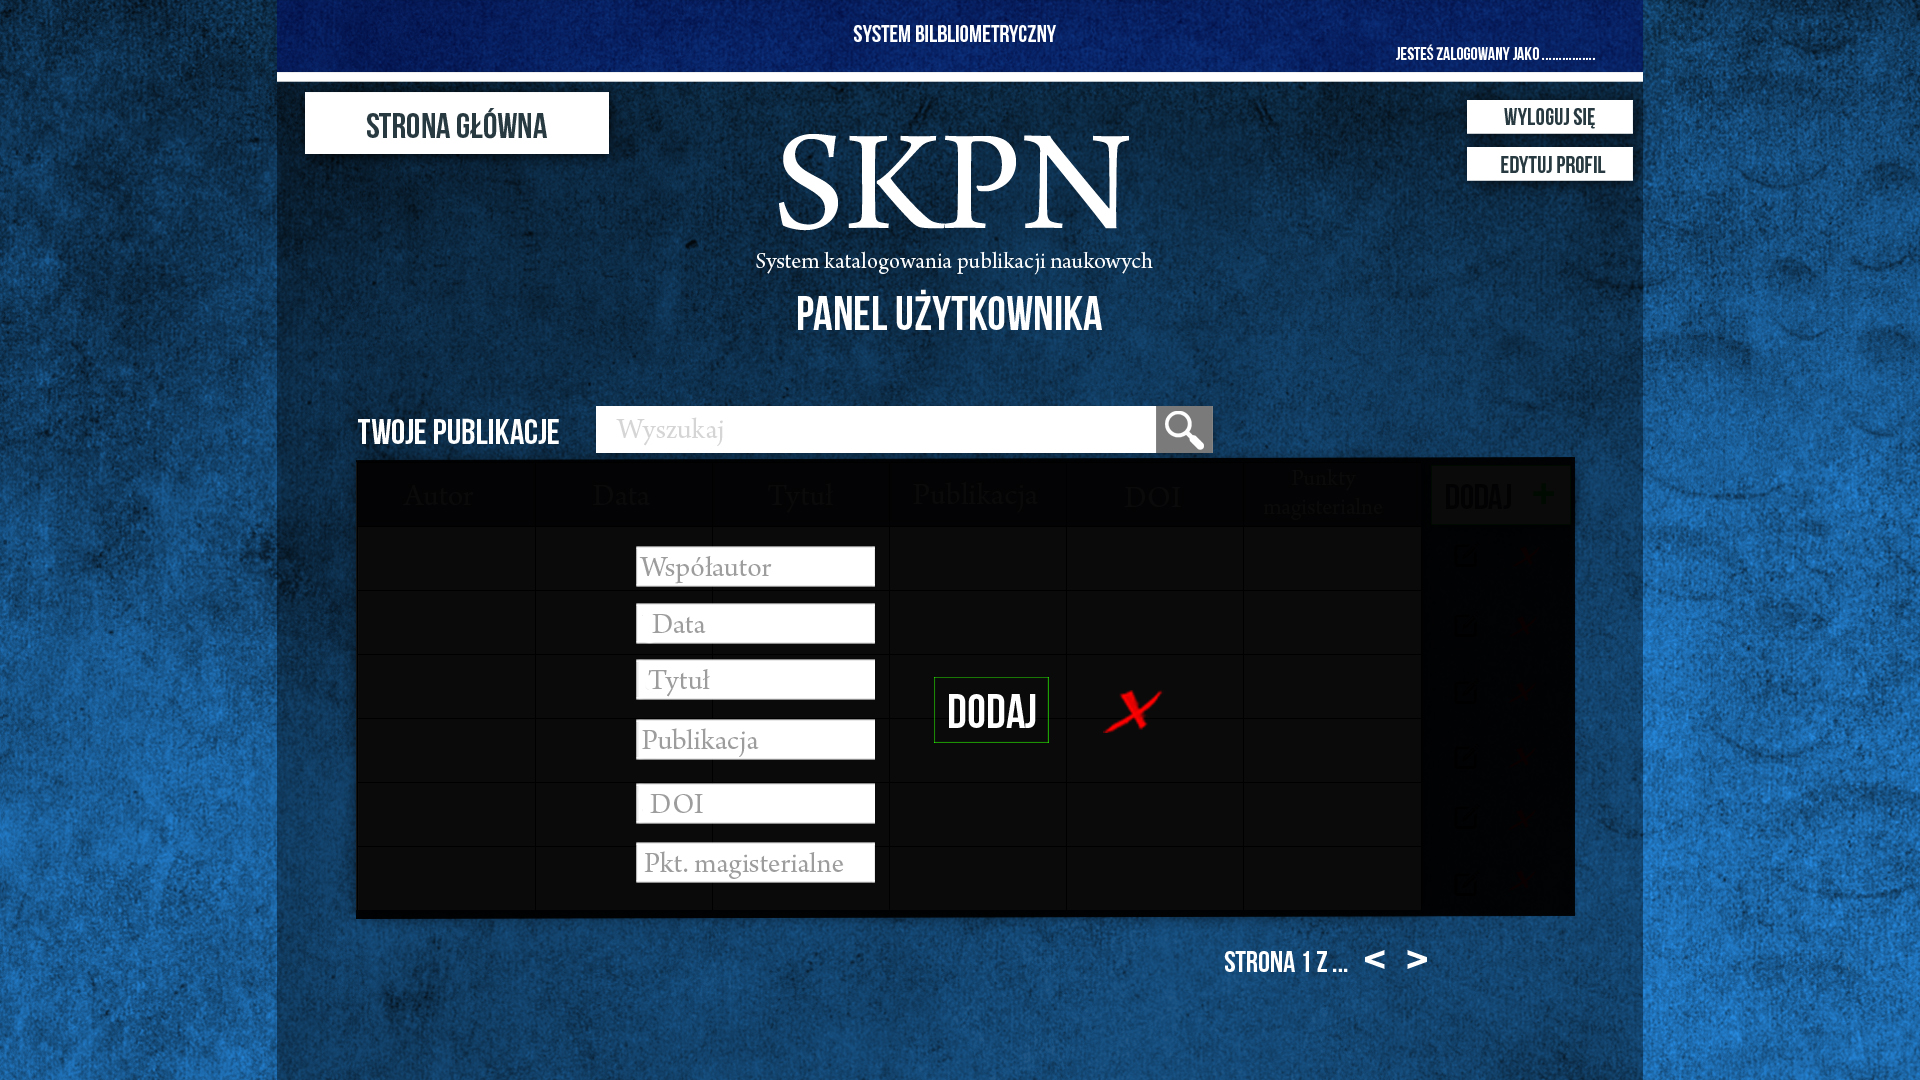 SYSTEM BILBLIOMETRYCZNY
JESTEŚ ZALOGOWANY JAKO ...............
STRONA GŁÓWNA
WYLOGUJ SIĘ
EDYTUJ PROFIL
SKPN
System katalogowania publikacji naukowych
PANEL UŻYTKOWNIKA
TWOJE PUBLIKACJE
Wyszukaj
Autor
Data
Tytuł
Publikacja
DOI
Punkty
magisterialne
DODAJ +
Współautor
Data
Tytuł
Publikacja
DOI
Pkt. magisterialne
DODAJ
STRONA 1 Z ... < >